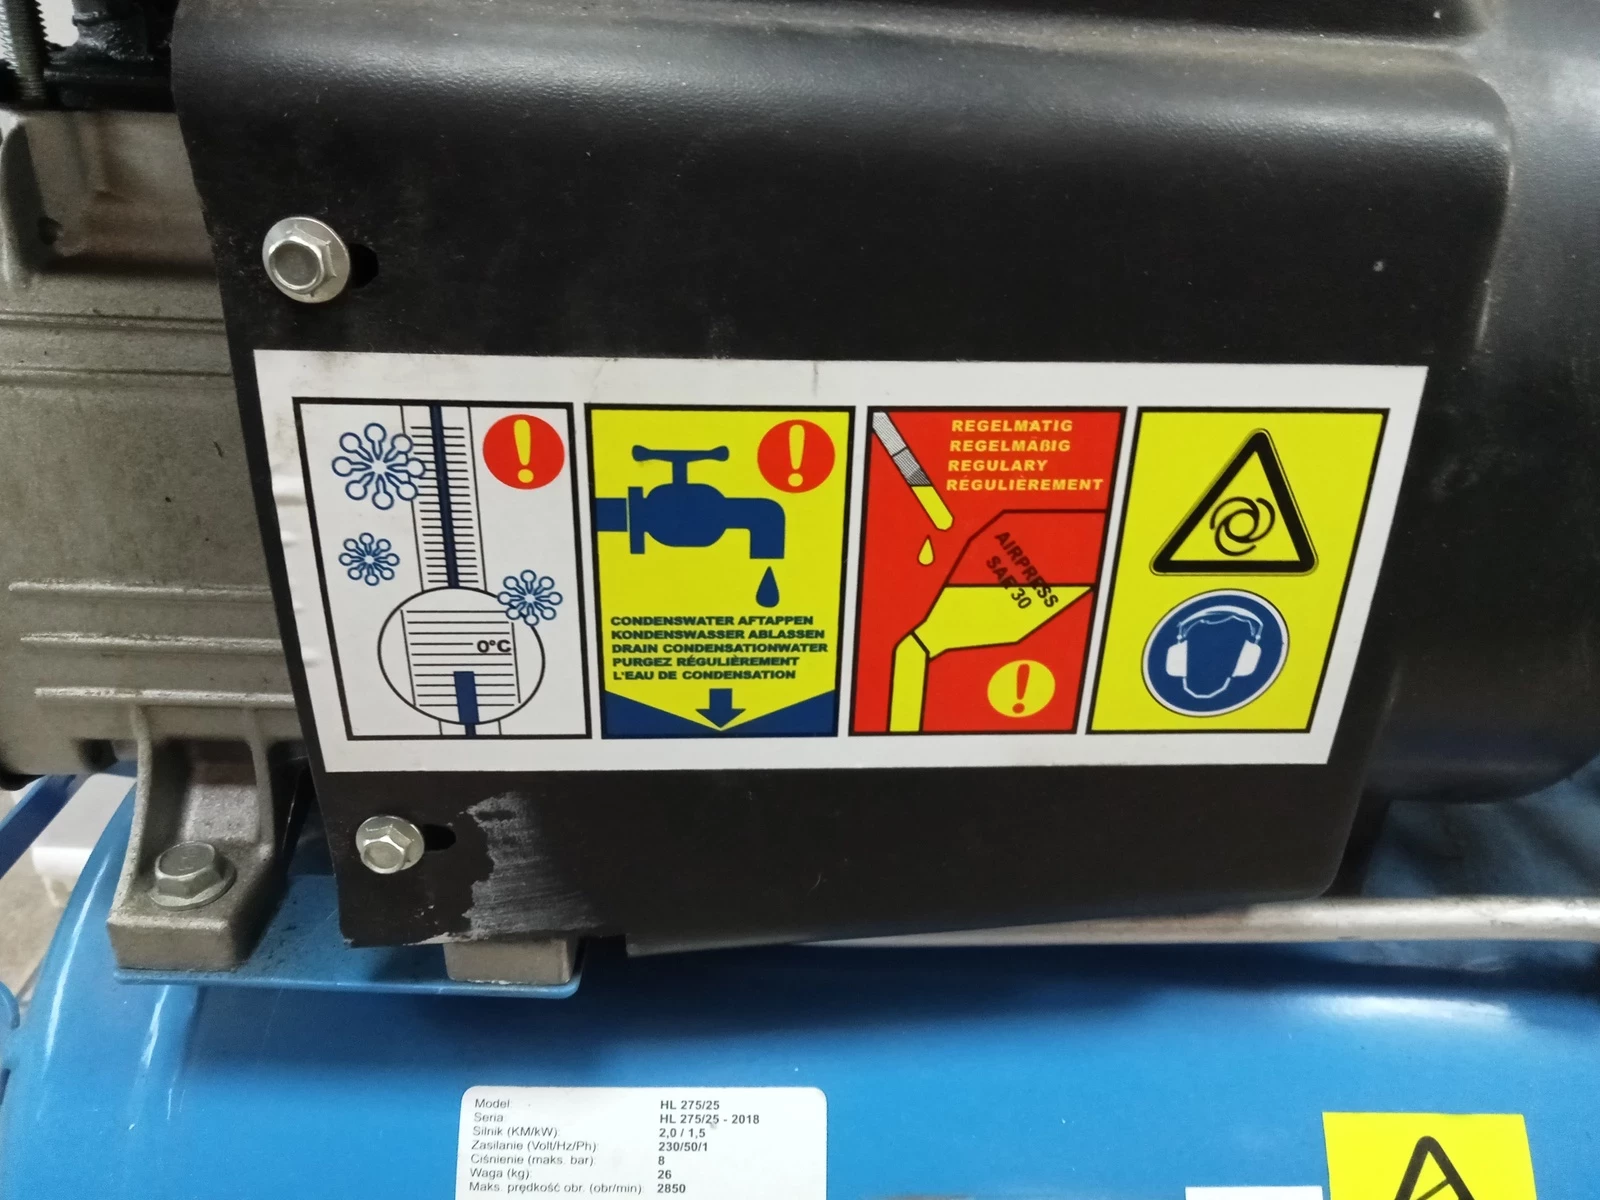 0°C
CONDENSWATER AFTAPPEN
KONDENSWASSER ABLASSEN
DRAIN CONDENSATIONWATER
PURGEZ RÉGULIÈREMENT
L'EAU DE CONDENSATION
REGELMATIG
REGELMÄßIG
REGULARY
RÉGULIÈREMENT
AIRPRESS
SAE 30
Model: HL 275/25
Seria: HL 275/25 - 2018
Silnik (KM/kW): 2,0 / 1,5
Zasilanie (Volt/Hz/Ph): 230/50/1
Ciśnienie (maks. bar): 8
Waga (kg): 26
Maks. prędkość obr. (obr/min): 2850